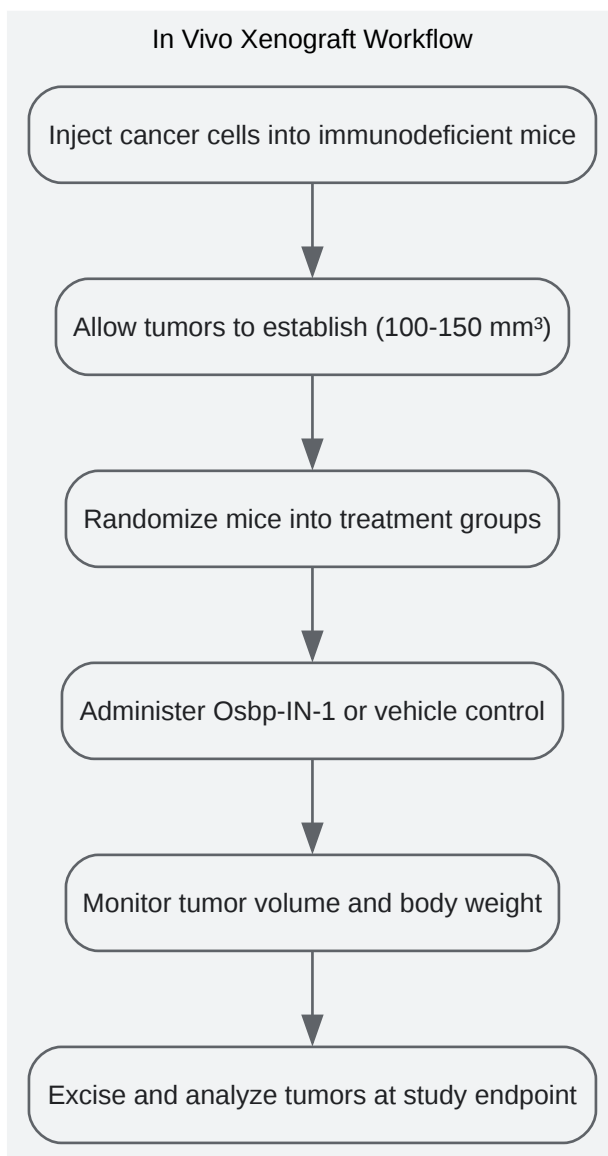 In Vivo Xenograft Workflow
Inject cancer cells into immunodeficient mice
Allow tumors to establish (100-150 mm³)
Randomize mice into treatment groups
Administer Osbp-IN-1 or vehicle control
Monitor tumor volume and body weight
Excise and analyze tumors at study endpoint